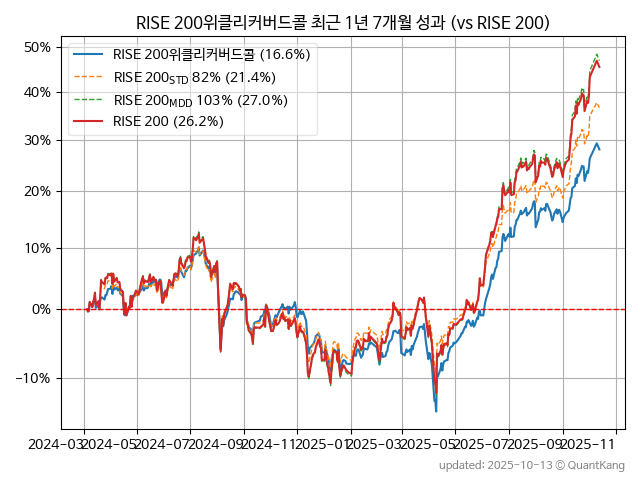 RISE 200위클리커버드콜 최근 1년 7개월 성과 (vs RISE 200)
RISE 200위클리커버드콜 (16.6%)
RISE 200STD 82% (21.4%)
RISE 200MDD 103% (27.0%)
RISE 200 (26.2%)
50%
40%
30%
20%
10%
0%
−10%
2024-03 2024-05 2024-07 2024-09 2024-11 2025-01 2025-03 2025-05 2025-07 2025-09 2025-11
updated: 2025-10-13 © QuantKang